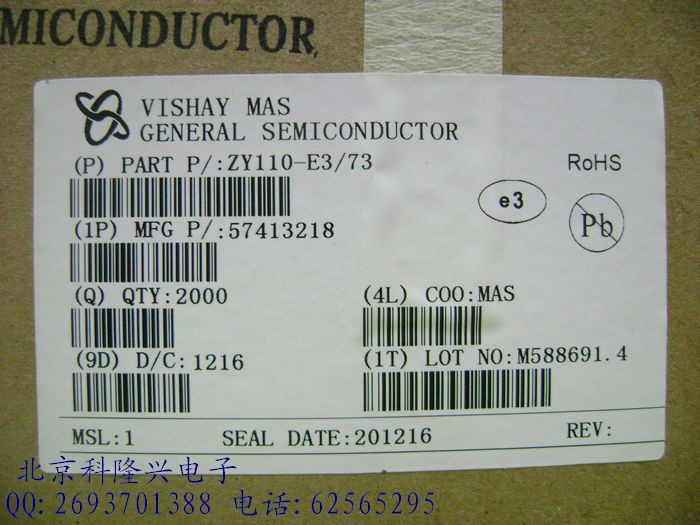 MICONDUCTOR
VISHAY MAS
GENERAL SEMICONDUCTOR
(P) PART P/:ZY110-E3/73
RoHS
e3
Pb
(1P) MFG P/:57413218
(Q) QTY:2000
(4L) COO:MAS
(9D) D/C:1216
(1T) LOT NO:M588691.4
MSL:1 SEAL DATE:201216 REV:
北京科隆兴电子
QQ:2693701388 电话:62565295